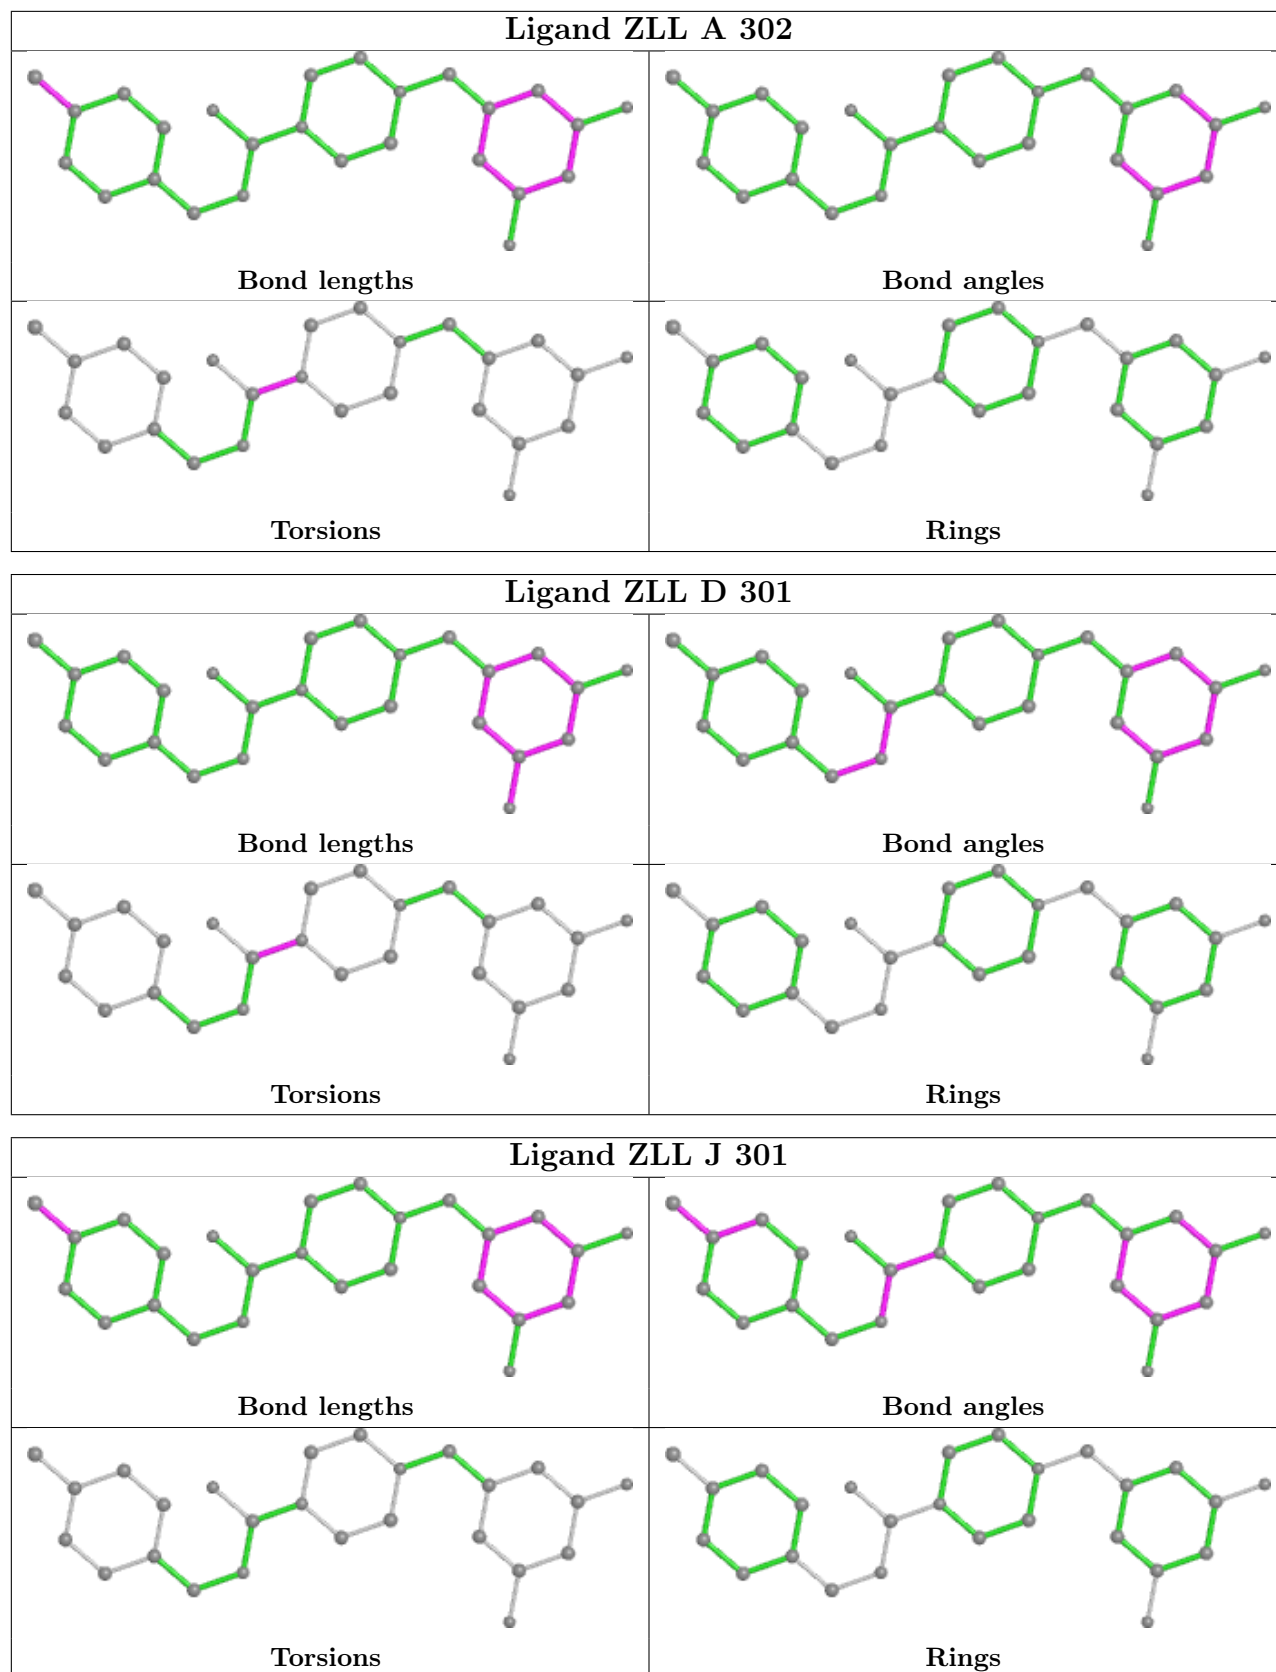 Ligand ZLL A 302
Bond lengths
Bond angles
Torsions
Rings
Ligand ZLL D 301
Bond lengths
Bond angles
Torsions
Rings
Ligand ZLL J 301
Bond lengths
Bond angles
Torsions
Rings